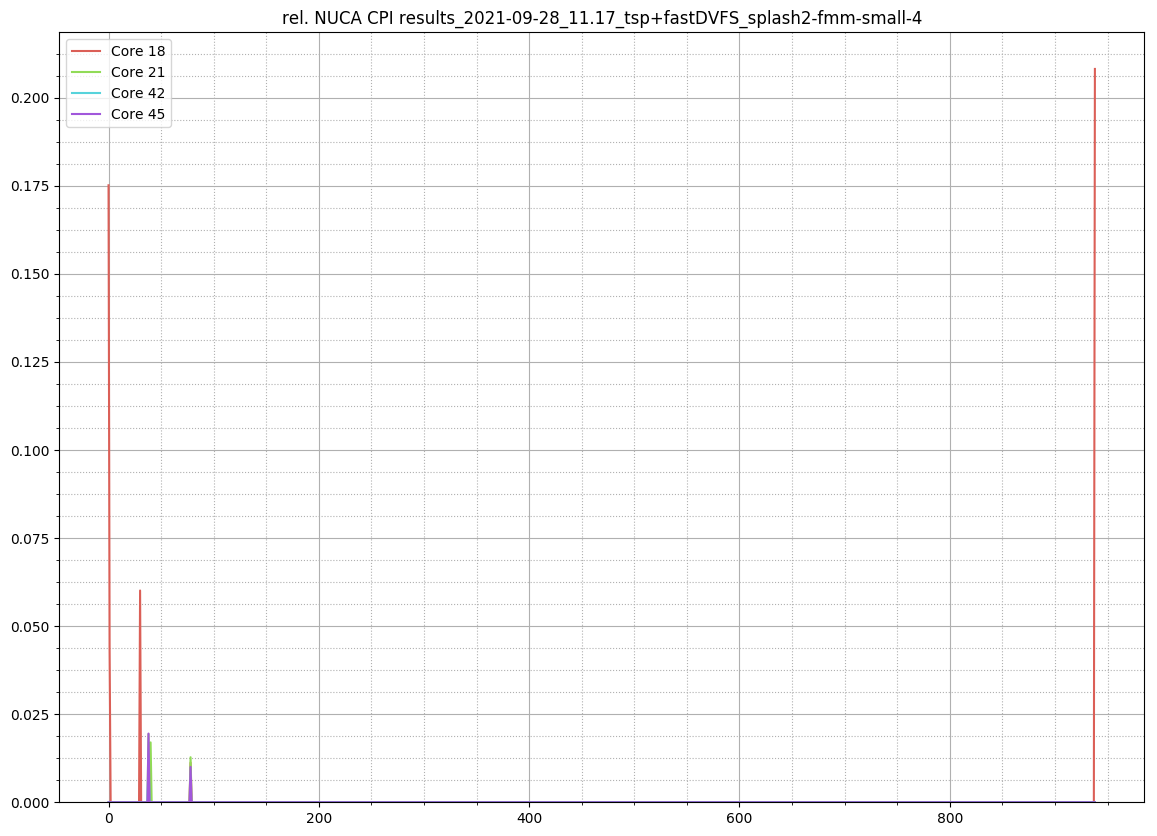 rel. NUCA CPI results_2021-09-28_11.17_tsp+fastDVFS_splash2-fmm-small-4
Core 18
Core 21
Core 42
Core 45
0.200
0.175
0.150
0.125
0.100
0.075
0.050
0.025
0.000
0 200 400 600 800